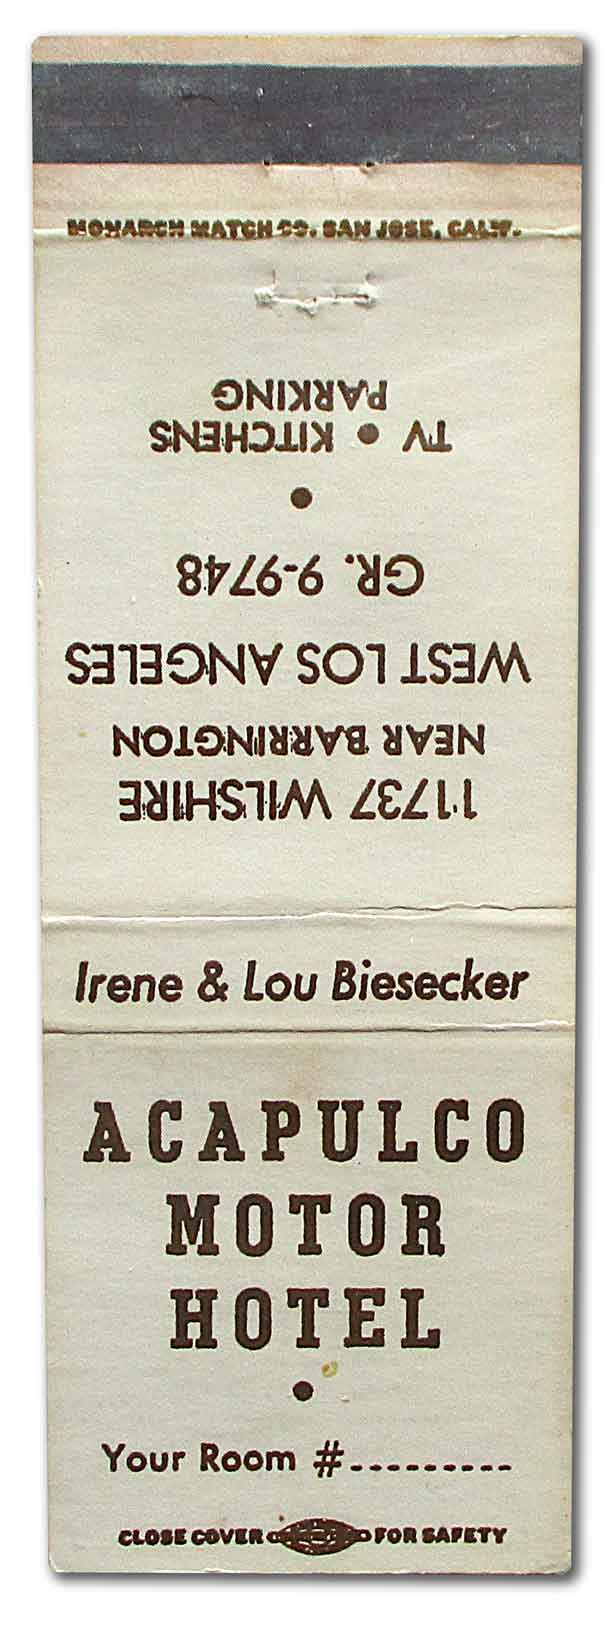 MONARCH MATCH CO. SAN JOSE, CALIF.
11737 WILSHIRE
NEAR BARRINGTON
WEST LOS ANGELES
GR. 9-9748
•
TV • KITCHENS
PARKING
Irene & Lou Biesecker
ACAPULCO
MOTOR
HOTEL
•
Your Room #.........
CLOSE COVER FOR SAFETY